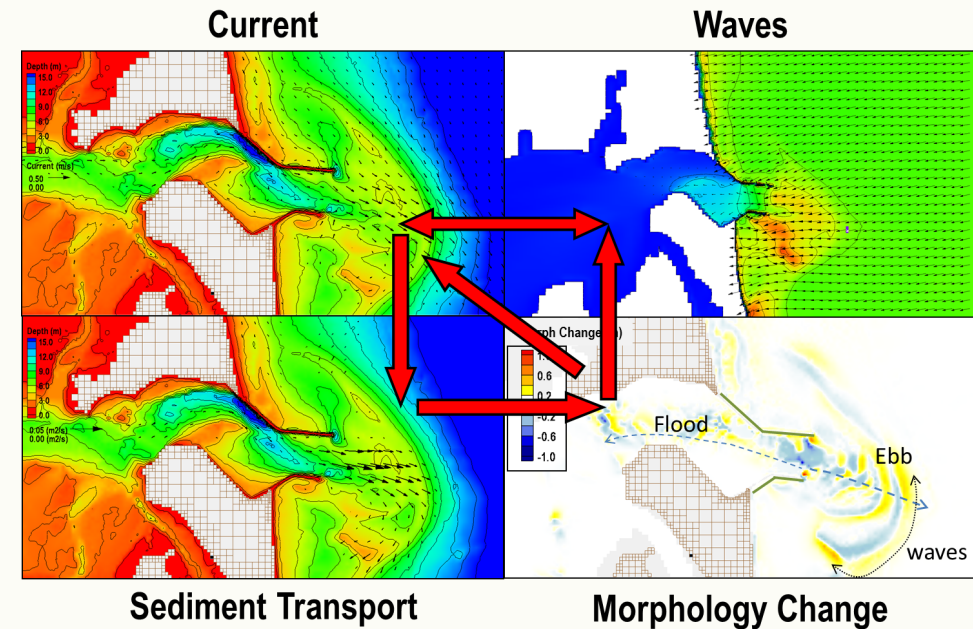 Current
Waves
Depth (m)
15.0
12.0
9.0
6.0
3.0
0.0
Current (m/s)
0.50
0.00
Depth (m)
15.0
12.0
9.0
6.0
3.0
0.0
0.05 (m2/s)
0.00 (m2/s)
orph Change
0.6
0.2
-0.2
-0.6
-1.0
Flood
Ebb
waves
Sediment Transport
Morphology Change